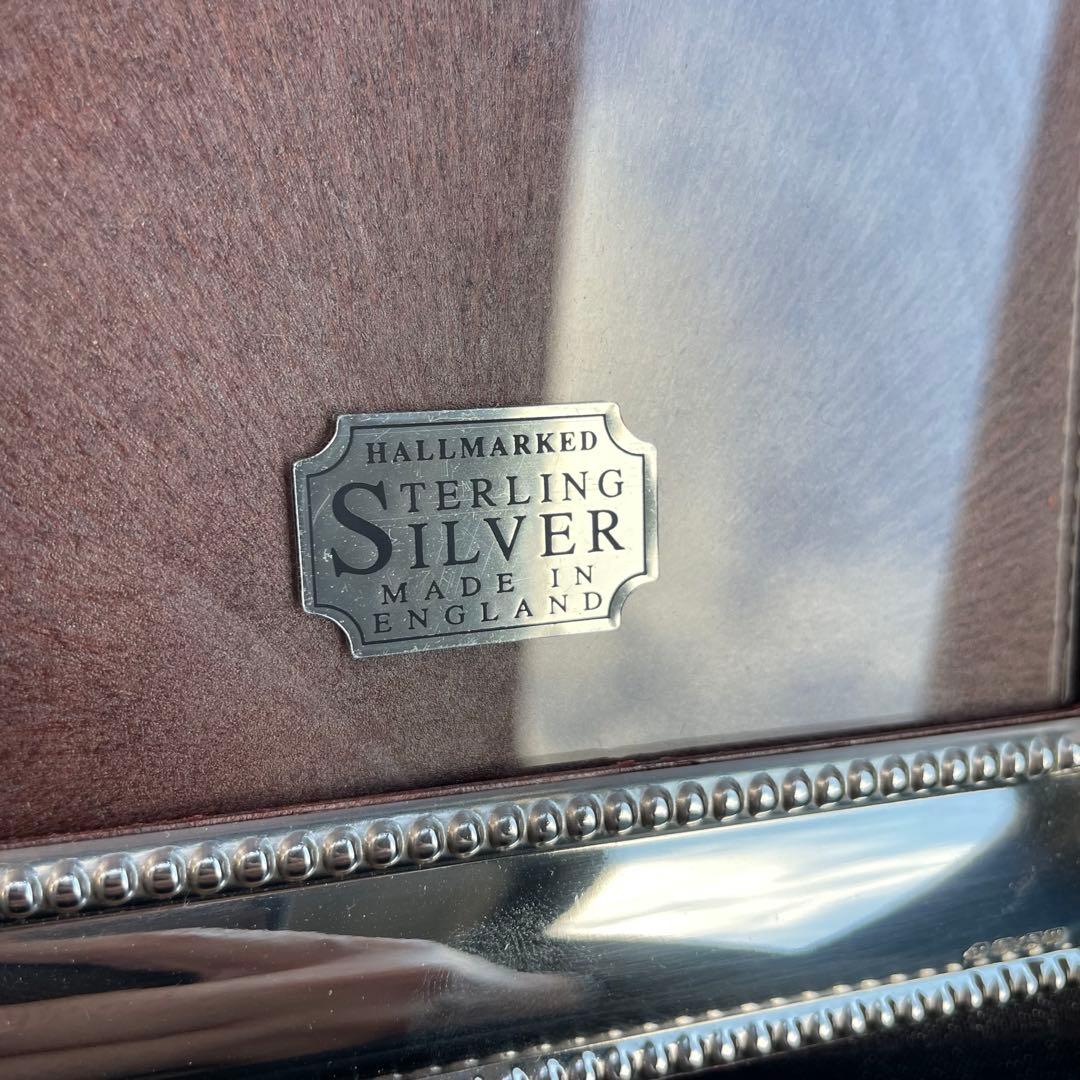 HALLMARKED
STERLING
SILVER
MADE IN
ENGLAND